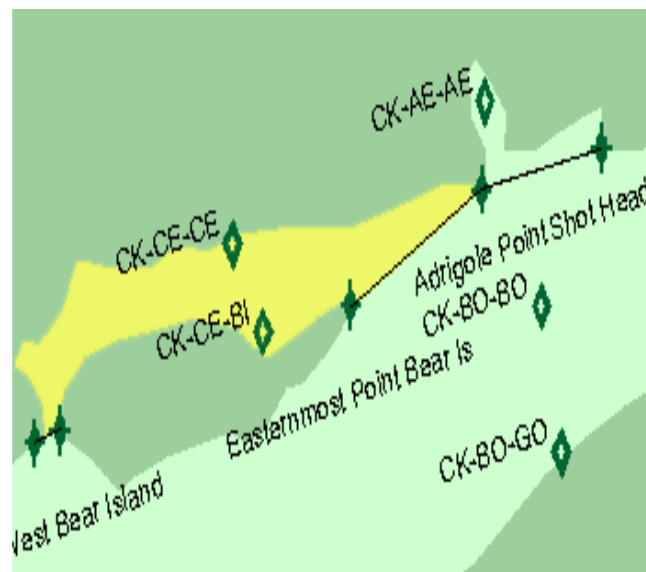 CK-AE-AE
CK-CE-CE
Adrigole Point Shot Head
CK-BO-BO
CK-CE-BI
Easternmost Point Bear Is
CK-BO-GO
West Bear Island